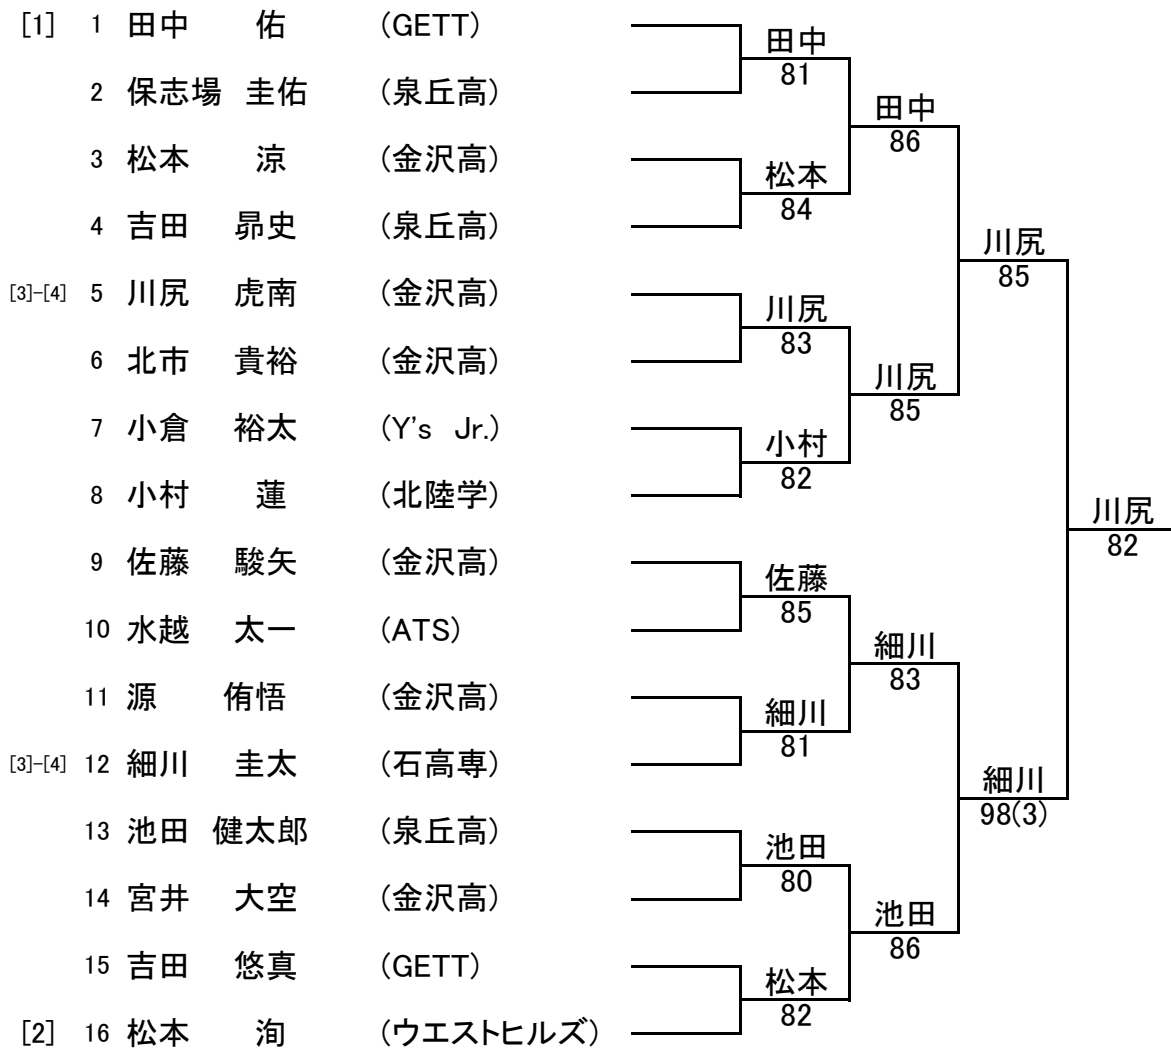 [1] 1 田中 佑 (GETT)
田中
81
2 保志場 圭佑 (泉丘高)
田中
86
3 松本 涼 (金沢高)
松本
84
4 吉田 昴史 (泉丘高)
川尻
85
[3]-[4] 5 川尻 虎南 (金沢高)
川尻
83
6 北市 貴裕 (金沢高)
川尻
85
7 小倉 裕太 (Y's Jr.)
小村
82
8 小村 蓮 (北陸学)
川尻
82
9 佐藤 駿矢 (金沢高)
佐藤
85
10 水越 太一 (ATS)
細川
83
11 源 侑悟 (金沢高)
細川
81
[3]-[4] 12 細川 圭太 (石高専)
細川
98(3)
13 池田 健太郎 (泉丘高)
池田
80
14 宮井 大空 (金沢高)
池田
86
15 吉田 悠真 (GETT)
松本
82
[2] 16 松本 洵 (ウエストヒルズ)